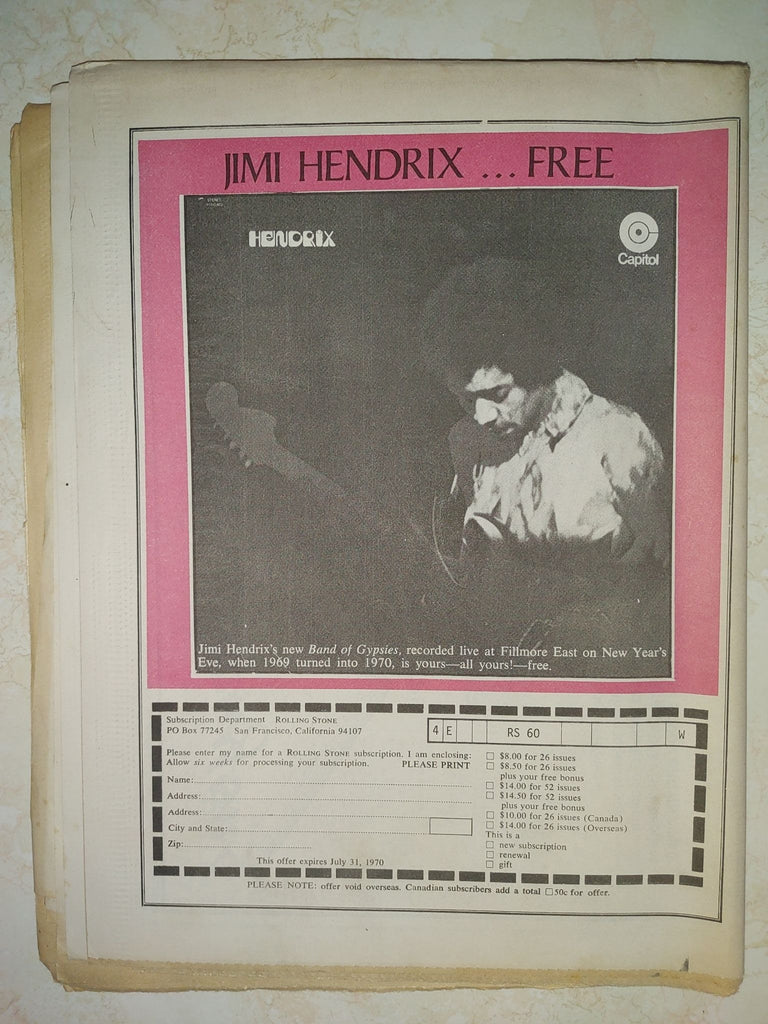 JIMI HENDRIX ... FREE
HENDRIX
Capitol
Jimi Hendrix's new Band of Gypsies, recorded live at Fillmore East on New Year's
Eve, when 1969 turned into 1970, is yours—all yours!—free.
Subscription Department ROLLING STONE
PO Box 77245 San Francisco, California 94107
4 E RS 60 W
Please enter my name for a ROLLING STONE subscription. I am enclosing:
Allow six weeks for processing your subscription. PLEASE PRINT
Name:
Address:
Address:
City and State:
Zip:
This offer expires July 31, 1970
$8.00 for 26 issues
$8.50 for 26 issues
plus your free bonus
$14.00 for 52 issues
$14.50 for 52 issues
plus your free bonus
$10.00 for 26 issues (Canada)
$14.00 for 26 issues (Overseas)
This is a
new subscription
renewal
gift
PLEASE NOTE: offer void overseas. Canadian subscribers add a total 50c for offer.